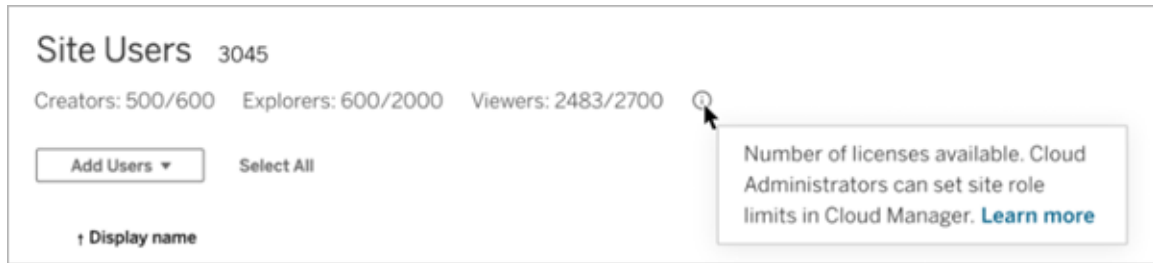 Site Users 3045
Creators: 500/600 Explorers: 600/2000 Viewers: 2483/2700
Add Users Select All
Number of licenses available. Cloud
Administrators can set site role
limits in Cloud Manager. Learn more
↑ Display name